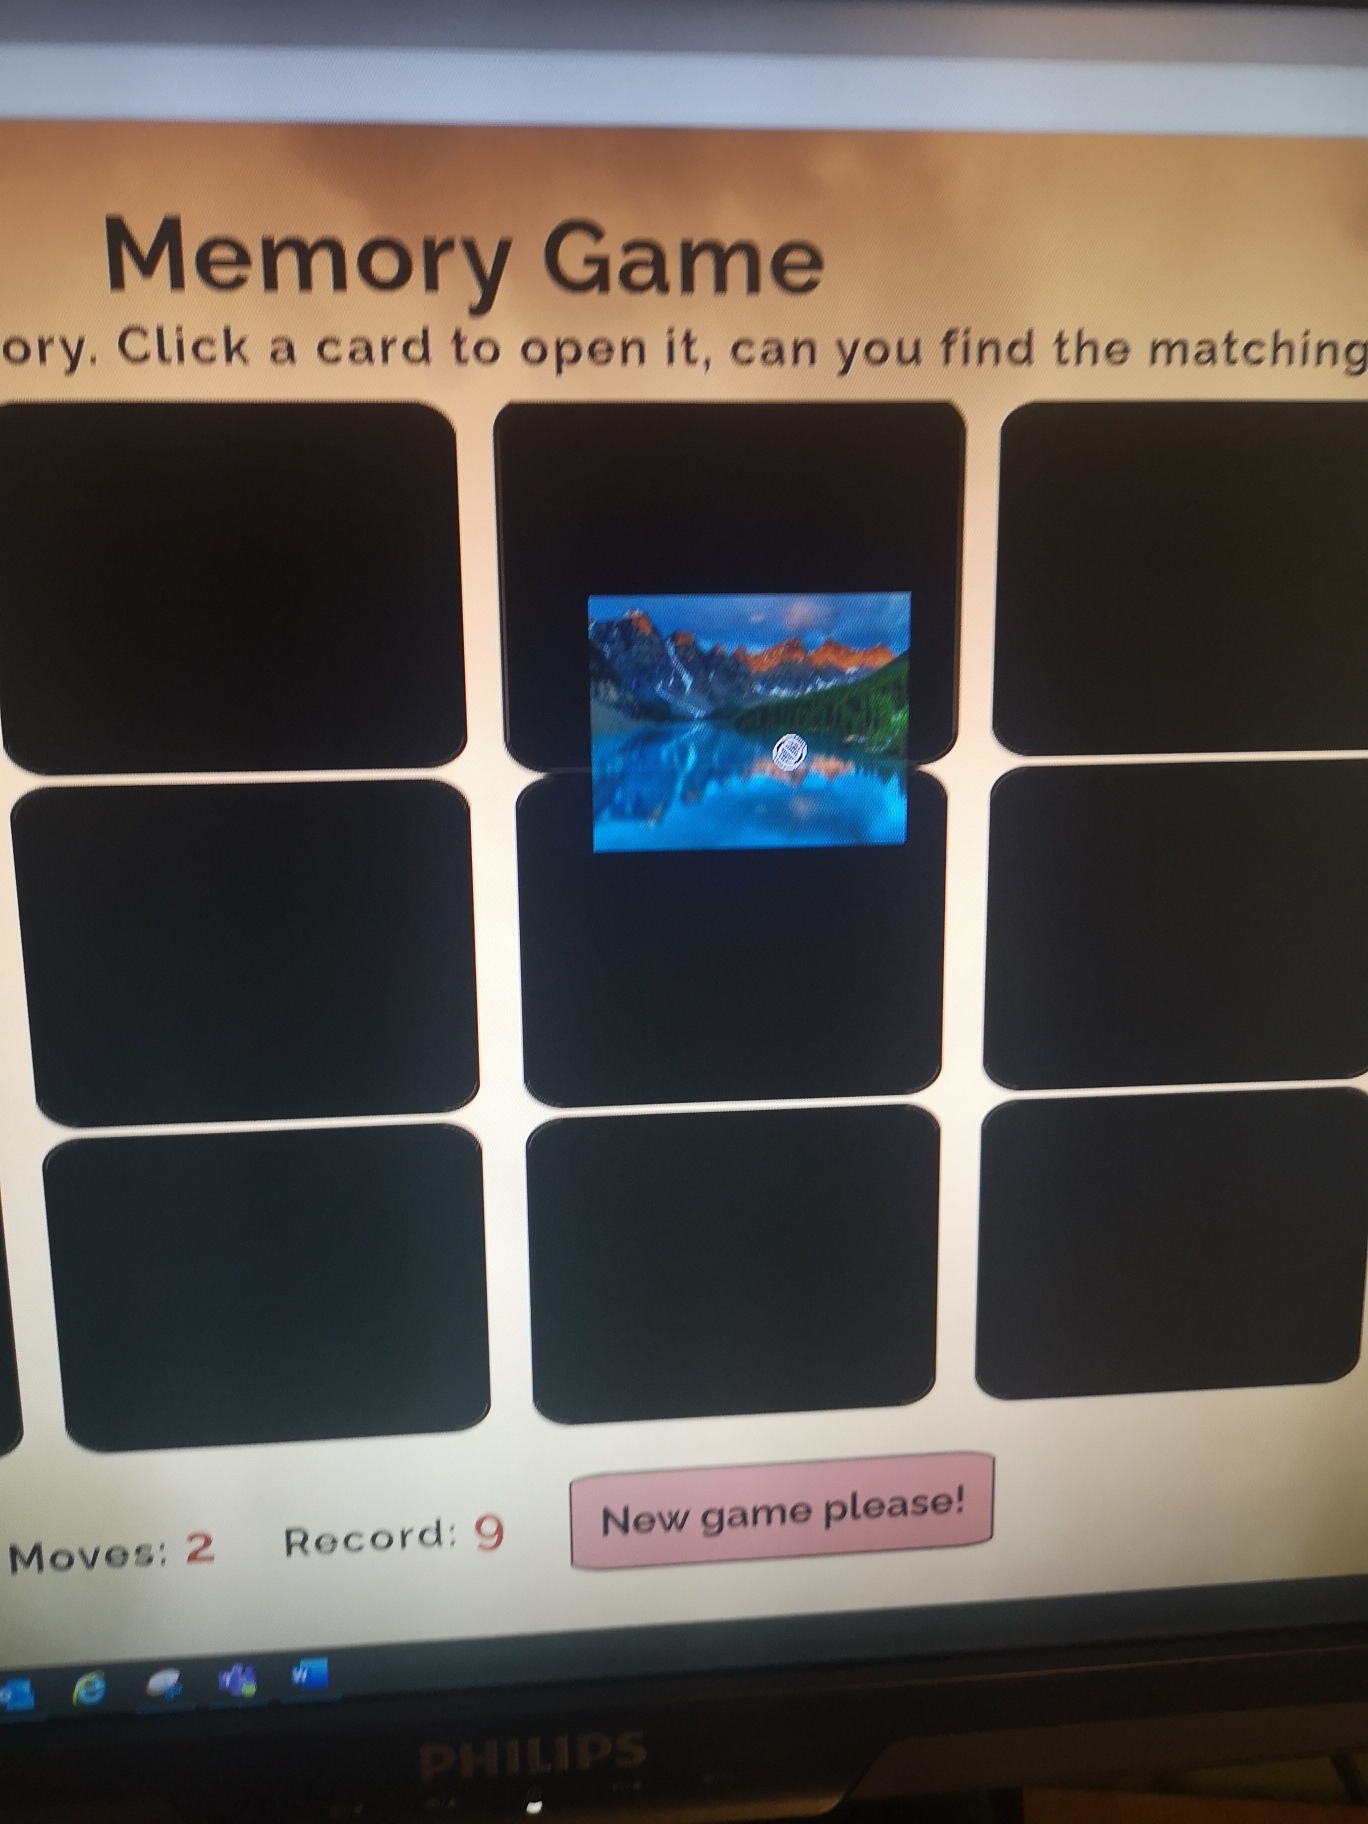 Memory Game
ory. Click a card to open it, can you find the matching
Moves: 2 Record: 9
New game please!
PHILIPS